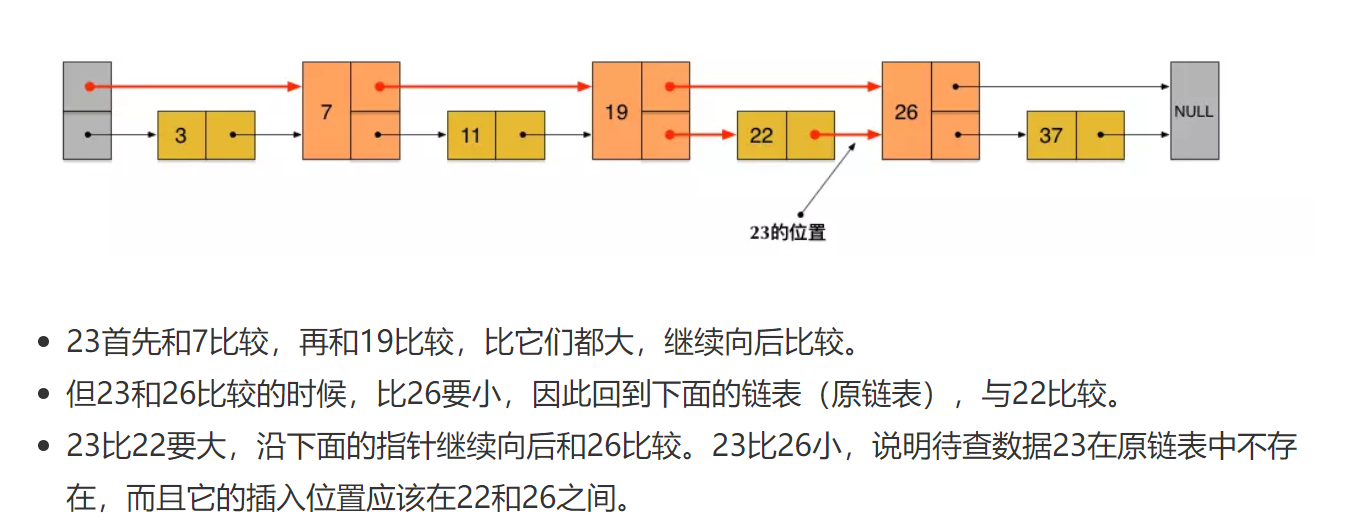 7
19
26
NULL
3
11
22
37
23的位置
23首先和7比较，再和19比较，比它们都大，继续向后比较。
但23和26比较的时候，比26要小，因此回到下面的链表（原链表），与22比较。
23比22要大，沿下面的指针继续向后和26比较。23比26小，说明待查数据23在原链表中不存
在，而且它的插入位置应该在22和26之间。